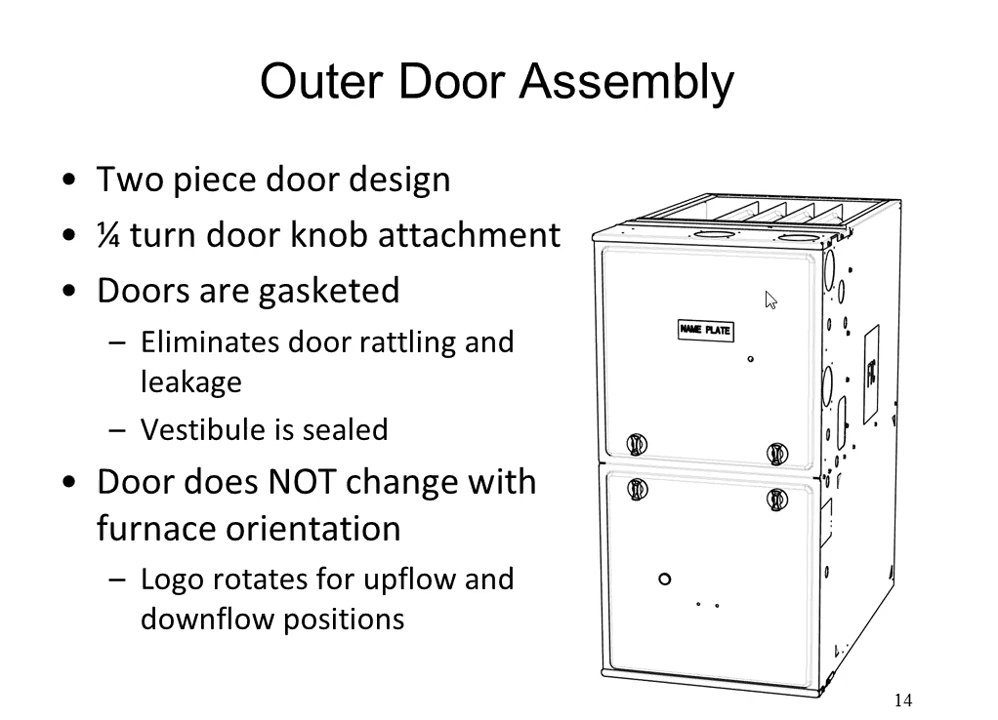 Outer Door Assembly
• Two piece door design
• ¼ turn door knob attachment
• Doors are gasketed
– Eliminates door rattling and
leakage
– Vestibule is sealed
• Door does NOT change with
furnace orientation
– Logo rotates for upflow and
downflow positions
NAME PLATE
14